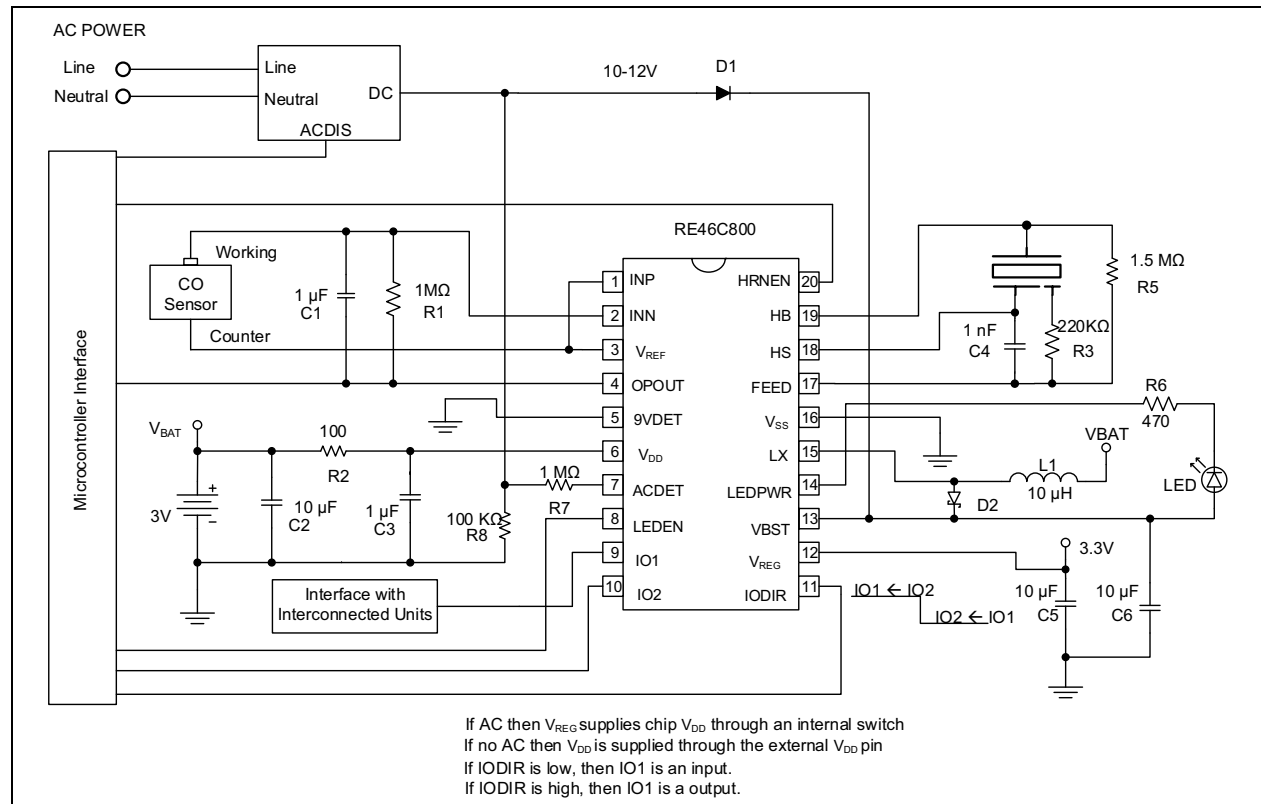 AC POWER
Line
Neutral
Line
Neutral
DC
ACDIS
10-12V
D1
Microcontroller Interface
RE46C800
Working
CO
Sensor
Counter
1 µF
C1
1MΩ
R1
1 INP
2 INN
3 VREF
4 OPOUT
5 9VDET
6 VDD
7 ACDET
8 LEDEN
9 IO1
10 IO2
HRNEN 20
HB 19
HS 18
FEED 17
VSS 16
LX 15
LEDPWR 14
VBST 13
VREG 12
IODIR 11
1.5 MΩ
R5
1 nF
C4
220KΩ
R3
R6
470
VBAT
L1
10 µH
LED
D2
VBAT
100
R2
3V
+
–
10 µF
C2
1 µF
C3
1 MΩ
R7
100 KΩ
R8
Interface with
Interconnected Units
IO1 ← IO2
IO2 ← IO1
3.3V
10 µF
C5
10 µF
C6
If AC then VREG supplies chip VDD through an internal switch
If no AC then VDD is supplied through the external VDD pin
If IODIR is low, then IO1 is an input.
If IODIR is high, then IO1 is a output.